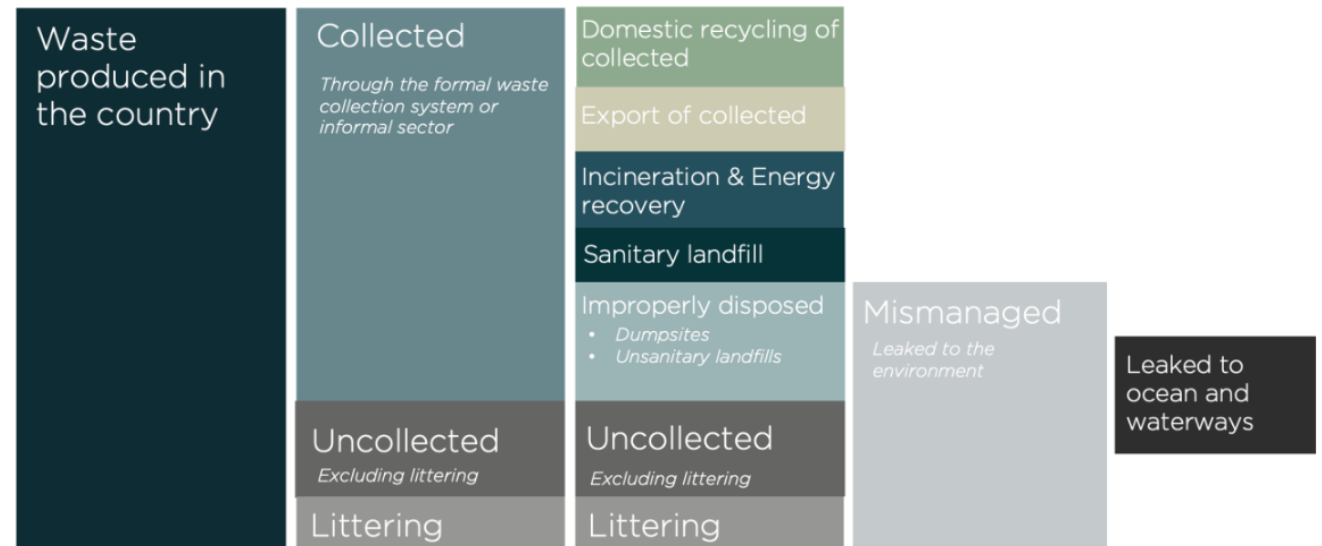 Waste
produced in
the country
Collected
Through the formal waste
collection system or
informal sector
Uncollected
Excluding littering
Littering
Domestic recycling of
collected
Export of collected
Incineration & Energy
recovery
Sanitary landfill
Improperly disposed
• Dumpsites
• Unsanitary landfills
Uncollected
Excluding littering
Littering
Mismanaged
Leaked to the
environment
Leaked to
ocean and
waterways